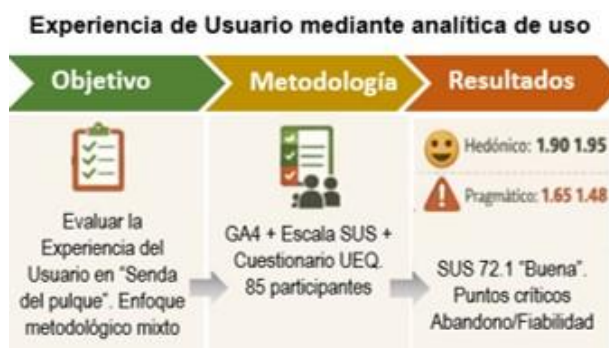 Experiencia de Usuario mediante analítica de uso
Objetivo
Metodología
Resultados
Evaluar la
Experiencia del
Usuario en "Senda
del pulque". Enfoque
metodológico mixto
GA4 + Escala SUS +
Cuestionario UEQ.
85 participantes
Hedónico: 1.90 1.95
Pragmático: 1.65 1.48
SUS 72.1 "Buena".
Puntos críticos
Abandono/Fiabilidad